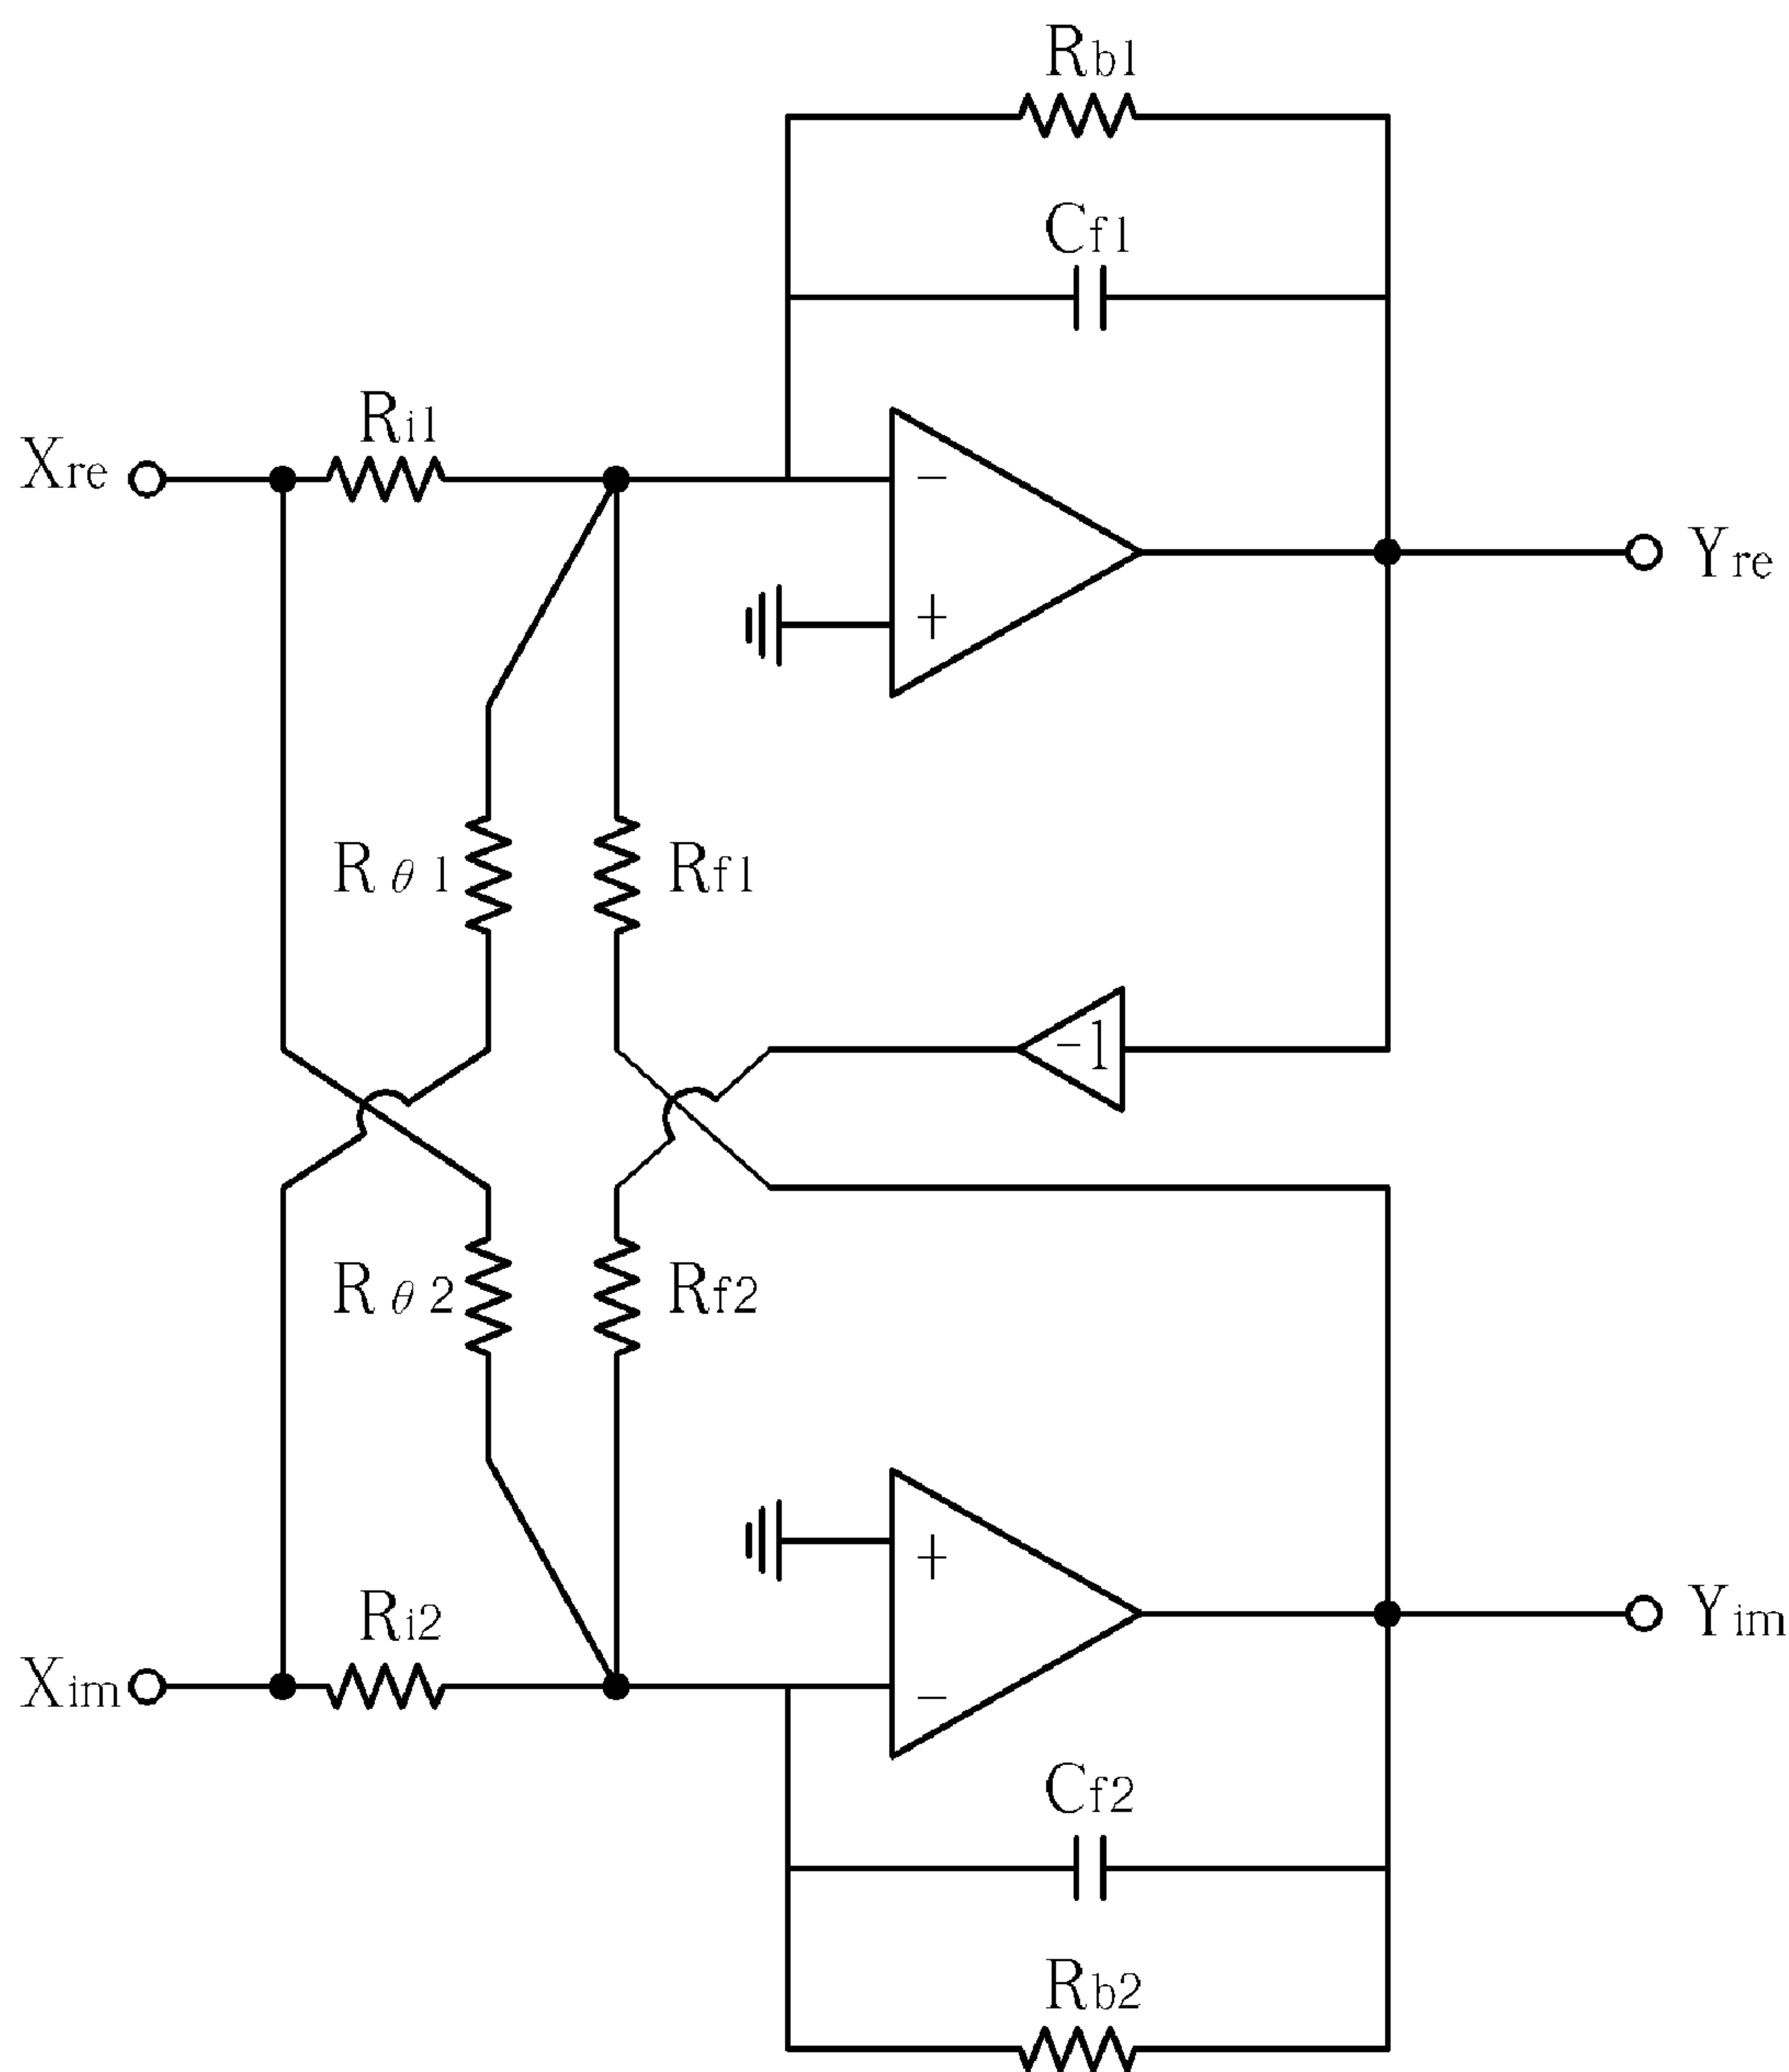 Rb1
Cf1
Ri1
Xre
−
Yre
+
Rθ1
Rf1
-1
Rθ2
Rf2
+
Yim
Ri2
Xim
−
Cf2
Rb2